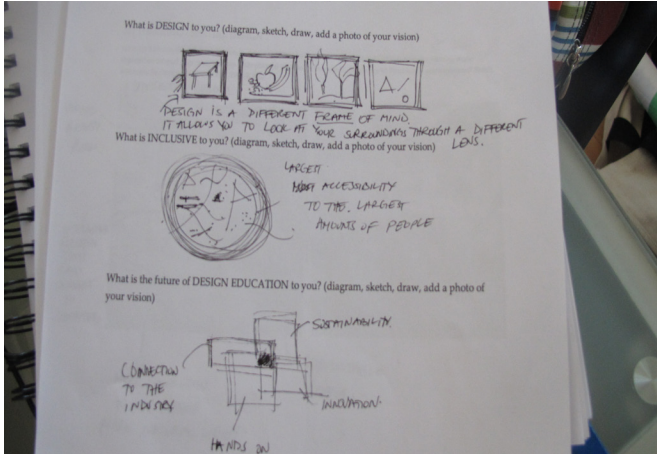 What is DESIGN to you? (diagram, sketch, draw, add a photo of your vision)
DESIGN IS A DIFFERENT FRAME OF MIND.
IT ALLOWS YOU TO LOOK AT YOUR SURROUNDINGS THROUGH A DIFFERENT
LENS.
What is INCLUSIVE to you? (diagram, sketch, draw, add a photo of your vision)
LARGEST
ACCESSIBILITY
TO THE LARGEST
AMOUNTS OF PEOPLE
What is the future of DESIGN EDUCATION to you? (diagram, sketch, draw, add a photo of
your vision)
SUSTAINABILITY.
CONNECTION
TO THE
INDUSTRY
INNOVATION.
HANDS ON